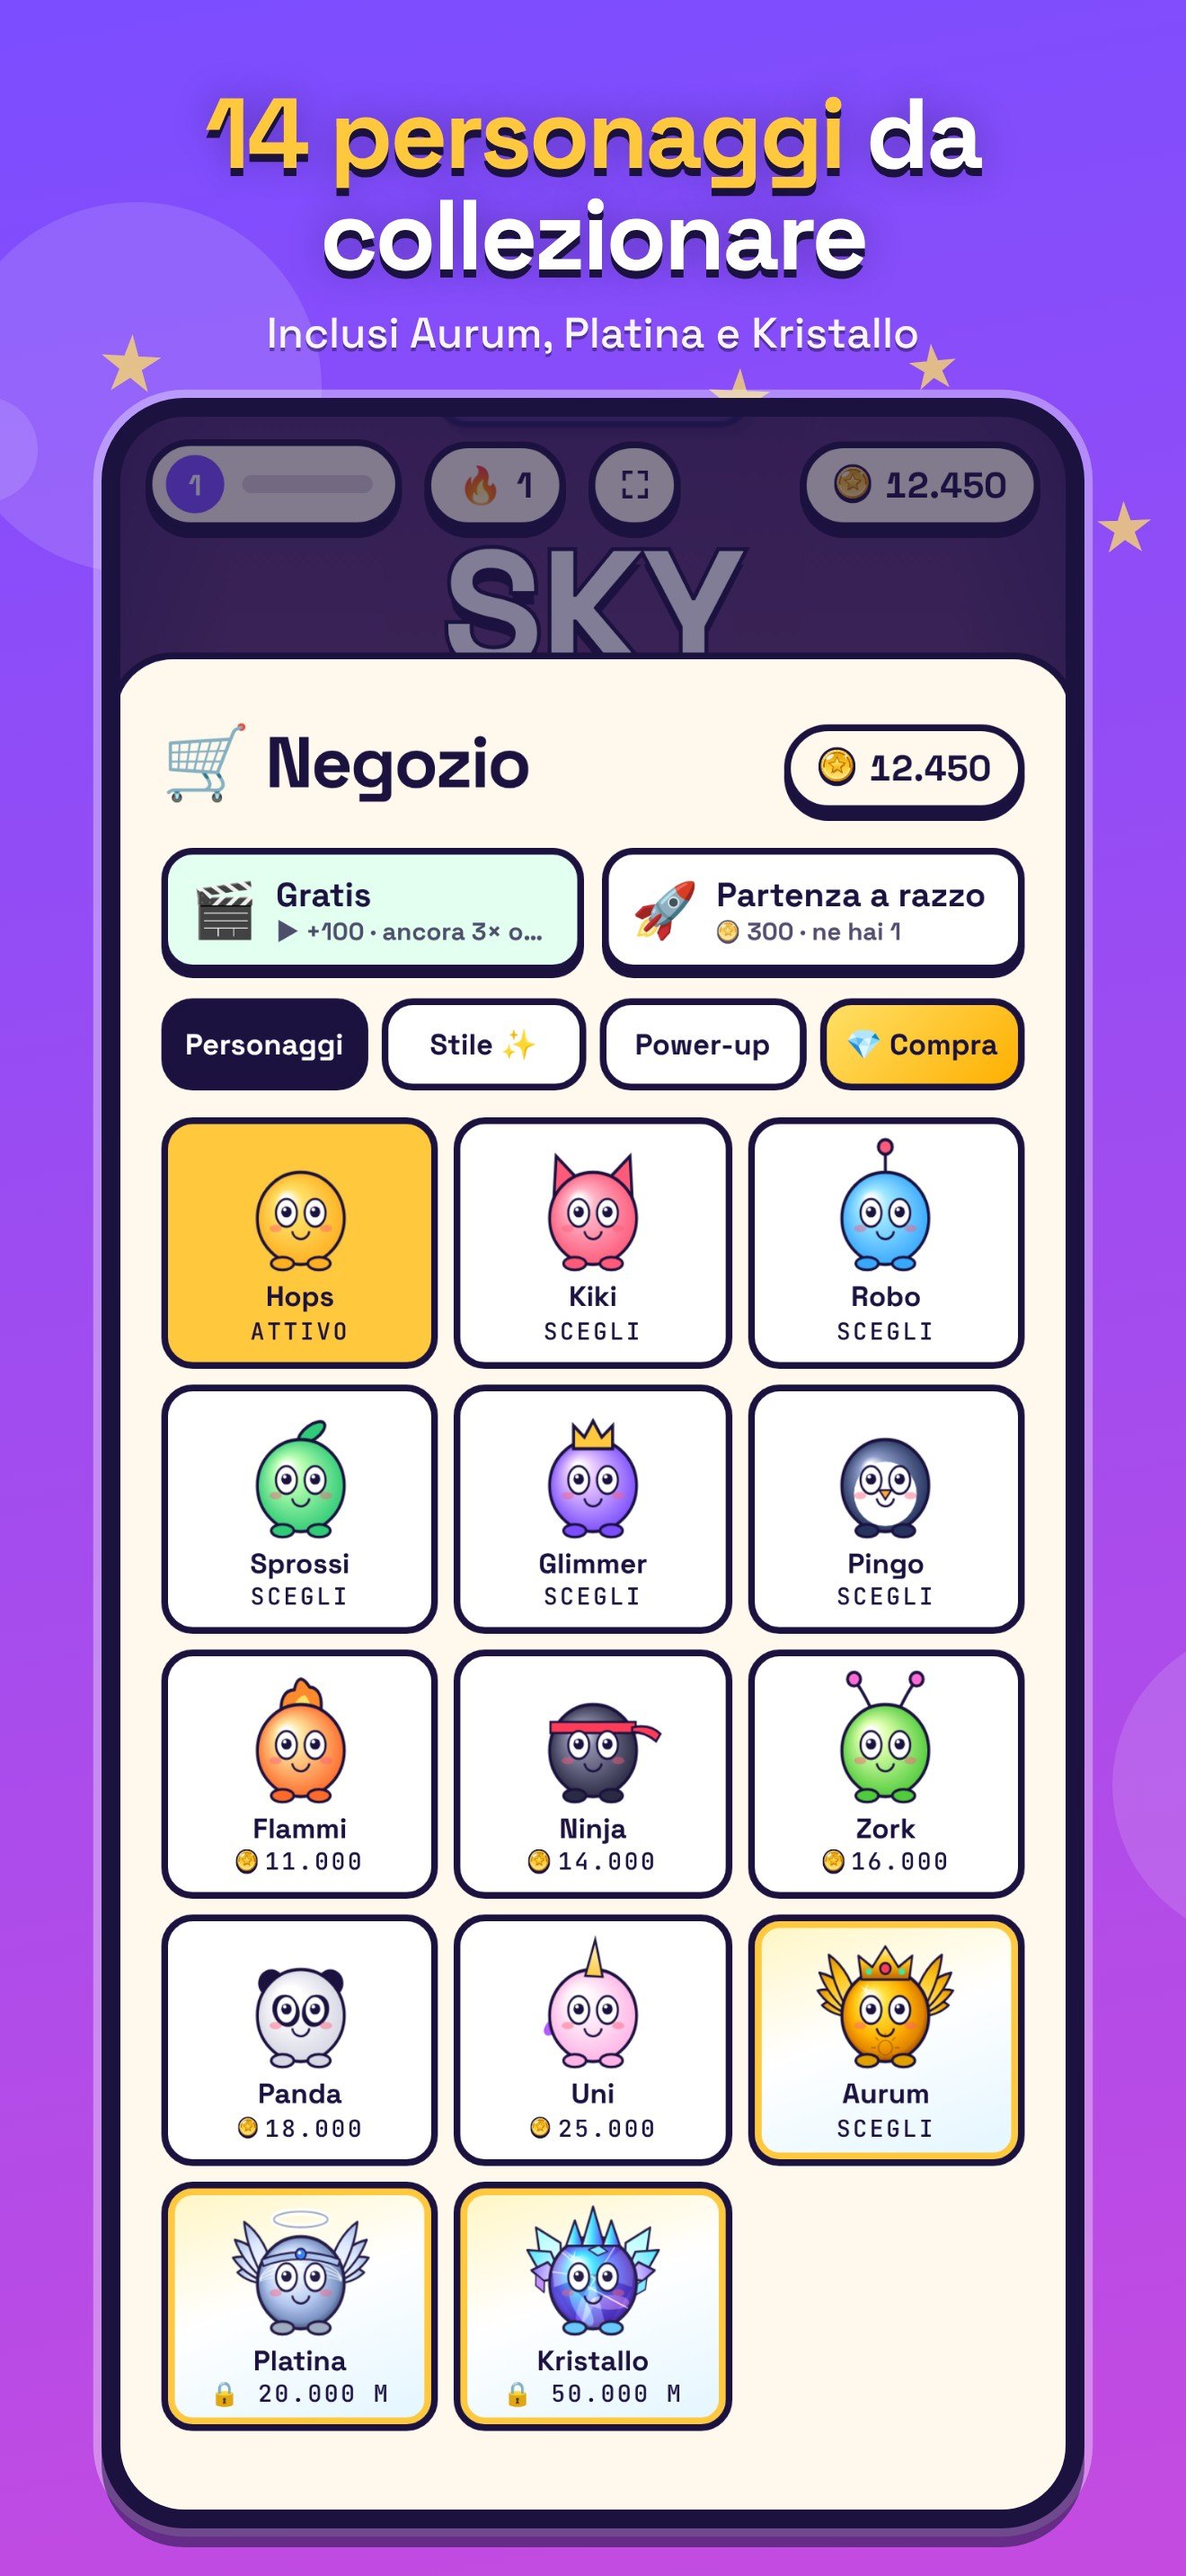 14 personaggi da
collezionare
Inclusi Aurum, Platina e Kristallo
1
🔥 1
12.450
SKY
🛒 Negozio
12.450
Gratis
▶ +100 · ancora 3× o...
Partenza a razzo
300 · ne hai 1
Personaggi
Stile ✨
Power-up
💎 Compra
Hops
ATTIVO
Kiki
SCEGLI
Robo
SCEGLI
Sprossi
SCEGLI
Glimmer
SCEGLI
Pingo
SCEGLI
Flammi
11.000
Ninja
14.000
Zork
16.000
Panda
18.000
Uni
25.000
Aurum
SCEGLI
Platina
🔒 20.000 M
Kristallo
🔒 50.000 M